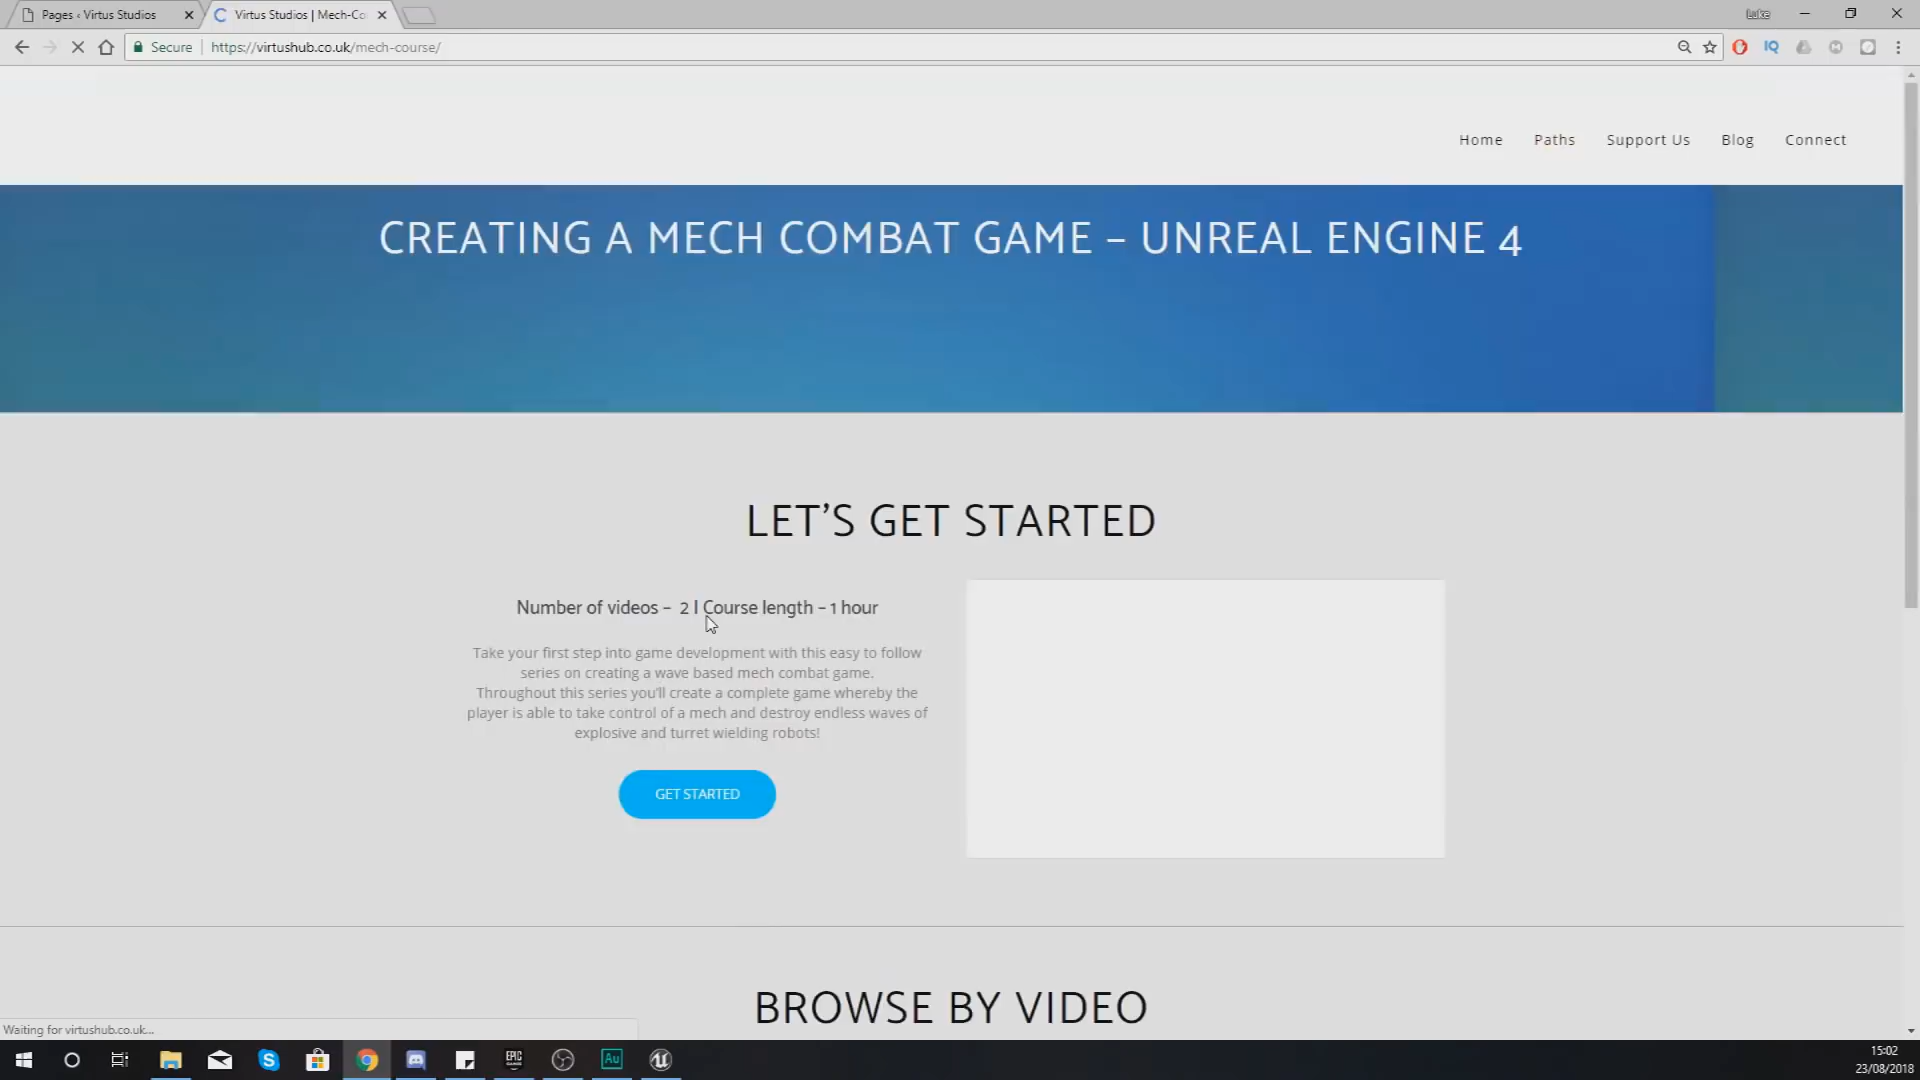 Pages ‹ Virtus Studios
Virtus Studios | Mech-Co
Luke
Secure
https://virtushub.co.uk/mech-course/
IQ
Home
Paths
Support Us
Blog
Connect
CREATING A MECH COMBAT GAME – UNREAL ENGINE 4
LET’S GET STARTED
Number of videos – 2 | Course length – 1 hour
Take your first step into game development with this easy to follow
series on creating a wave based mech combat game.
Throughout this series you’ll create a complete game whereby the
player is able to take control of a mech and destroy endless waves of
explosive and turret wielding robots!
GET STARTED
BROWSE BY VIDEO
Waiting for virtushub.co.uk...
EPIC
GAMES
Au
15:02
23/08/2018